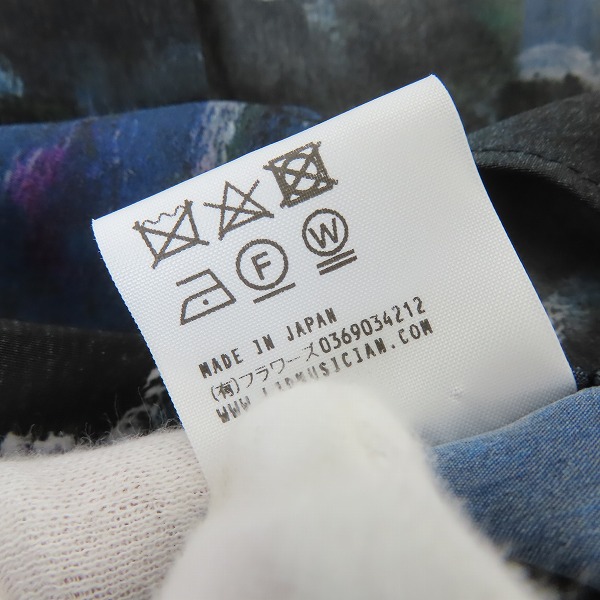 F W
MADE IN JAPAN
(有)フラワーズ0369034212
WWW.LIDMUSICIAN.COM